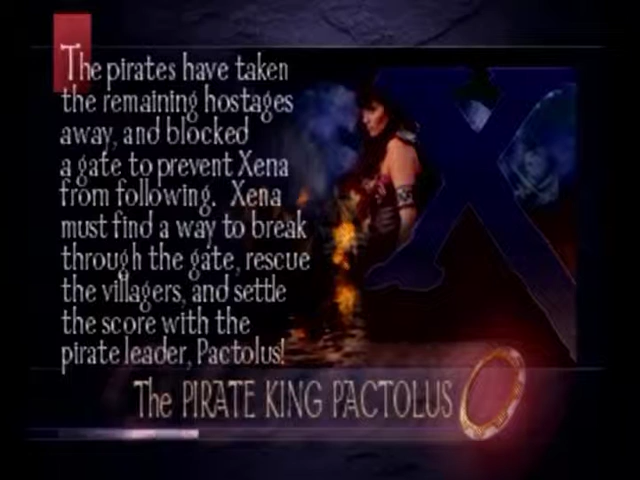 The pirates have taken
the remaining hostages
away, and blocked
a gate to prevent Xena
from following. Xena
must find a way to break
through the gate, rescue
the villagers, and settle
the score with the
pirate leader, Pactolus!
X
The PIRATE KING PACTOLUS